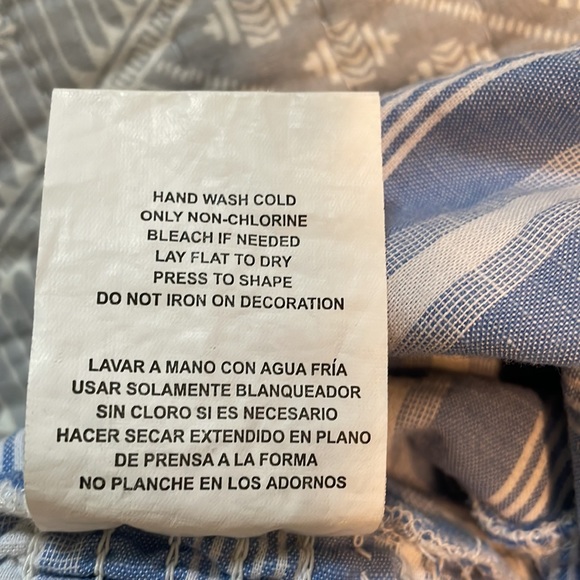 HAND WASH COLD
ONLY NON-CHLORINE
BLEACH IF NEEDED
LAY FLAT TO DRY
PRESS TO SHAPE
DO NOT IRON ON DECORATION
LAVAR A MANO CON AGUA FRÍA
USAR SOLAMENTE BLANQUEADOR
SIN CLORO SI ES NECESARIO
HACER SECAR EXTENDIDO EN PLANO
DE PRENSA A LA FORMA
NO PLANCHE EN LOS ADORNOS